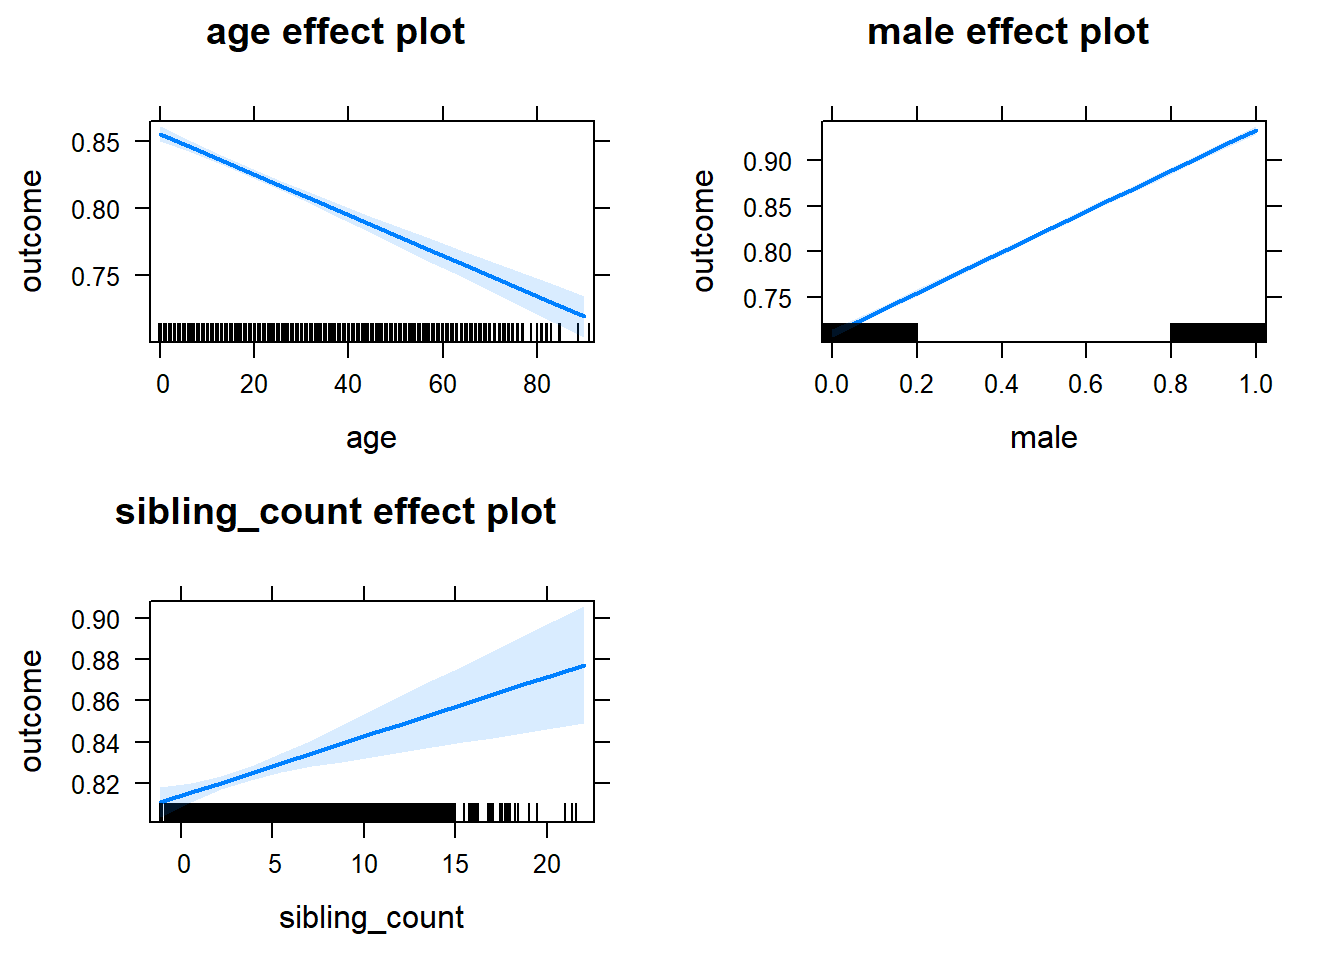 age effect plot
outcome
0.85
0.80
0.75
0 20 40 60 80
age
male effect plot
outcome
0.90
0.85
0.80
0.75
0.0 0.2 0.4 0.6 0.8 1.0
male
sibling_count effect plot
outcome
0.90
0.88
0.86
0.84
0.82
0 5 10 15 20
sibling_count